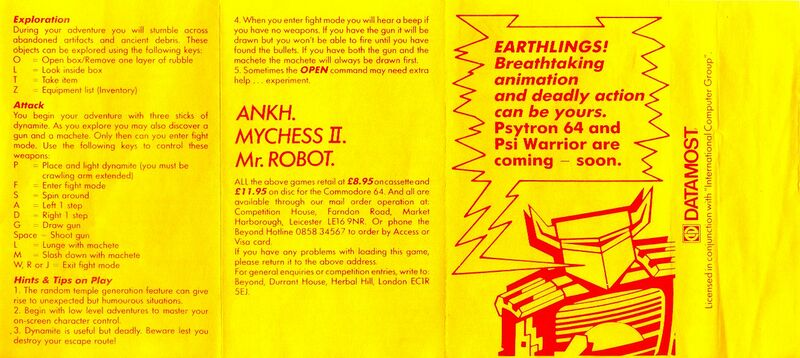 Exploration
During your adventure you will stumble across
abandoned artifacts and ancient debris. These
objects can be explored using the following keys:
O = Open box/Remove one layer of rubble
L = Look inside box
T = Take item
Z = Equipment list (Inventory)
Attack
You begin your adventure with three sticks of
dynamite. As you explore you may also discover a
gun and a machete. Only then can you enter fight
mode. Use the following keys to control these
weapons:
P = Place and light dynamite (you must be
crawling arm extended)
F = Enter fight mode
S = Spin around
A = Left 1 step
D = Right 1 step
G = Draw gun
Space – Shoot gun
L = Lunge with machete
M = Slash down with machete
W, R or J = Exit fight mode
Hints & Tips on Play
1. The random temple generation feature can give
rise to unexpected but humourous situations.
2. Begin with low level adventures to master your
on-screen character control.
3. Dynamite is useful but deadly. Beware lest you
destroy your escape route!
4. When you enter fight mode you will hear a beep if
you have no weapons. If you have the gun it will be
drawn but you won't be able to fire until you have
found the bullets. If you have both the gun and the
machete the machete will always be drawn first.
5. Sometimes the OPEN command may need extra
help . . . experiment.
ANKH.
MYCHESS II.
Mr. ROBOT.
ALL the above games retail at £8.95 on cassette and
£11.95 on disc for the Commodore 64. And all are
available through our mail order operation at:
Competition House, Farndon Road, Market
Harborough, Leicester LE16 9NR. Or phone the
Beyond Hotline 0858 34567 to order by Access or
Visa card.
If you have any problems with loading this game,
please return it to the above address.
For general enquiries or competition entries, write to:
Beyond, Durrant House, Herbal Hill, London EC1R
5EJ.
EARTHLINGS!
Breathtaking
animation
and deadly action
can be yours.
Psytron 64 and
Psi Warrior are
coming – soon.
DATAMOST
Licensed in conjunction with "International Computer Group".